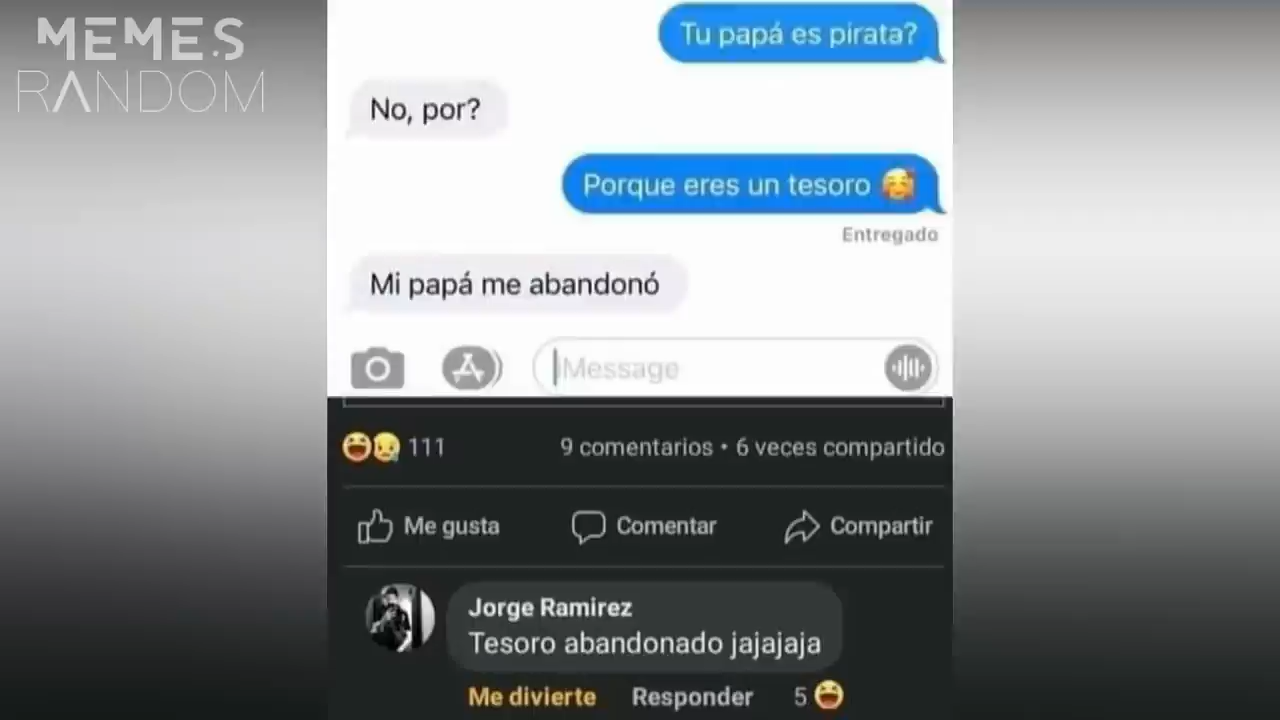 MEMES
RANDOM
Tu papá es pirata?
No, por?
Porque eres un tesoro 🥰
Entregado
Mi papá me abandonó
iMessage
111
9 comentarios • 6 veces compartido
Me gusta
Comentar
Compartir
Jorge Ramirez
Tesoro abandonado jajajaja
Me divierte
Responder
5